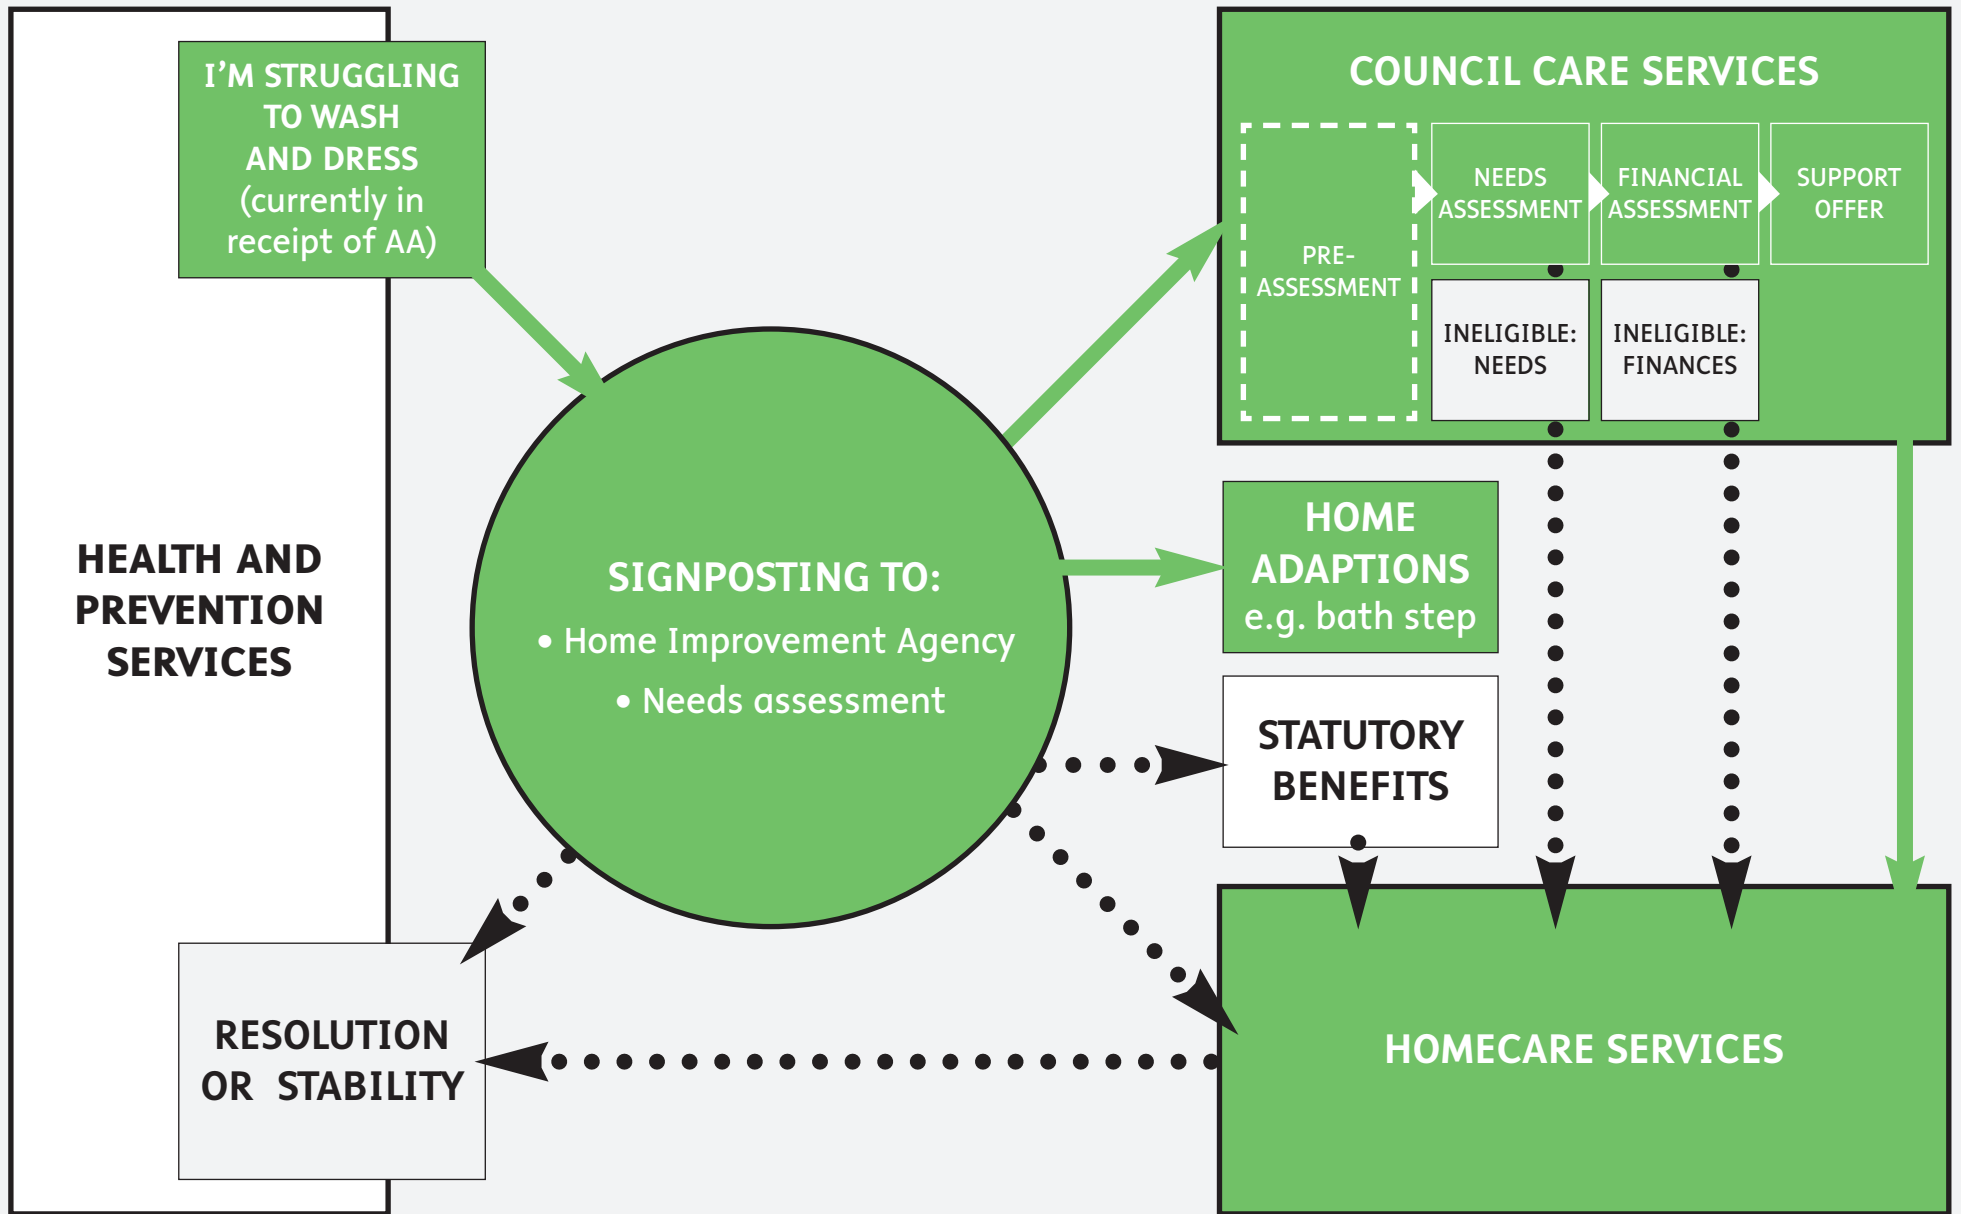 I’M STRUGGLING
TO WASH
AND DRESS
(currently in
receipt of AA)
HEALTH AND
PREVENTION
SERVICES
RESOLUTION
OR STABILITY
SIGNPOSTING TO:
• Home Improvement Agency
• Needs assessment
COUNCIL CARE SERVICES
PRE-
ASSESSMENT
NEEDS
ASSESSMENT
FINANCIAL
ASSESSMENT
SUPPORT
OFFER
INELIGIBLE:
NEEDS
INELIGIBLE:
FINANCES
HOME
ADAPTIONS
e.g. bath step
STATUTORY
BENEFITS
HOMECARE SERVICES